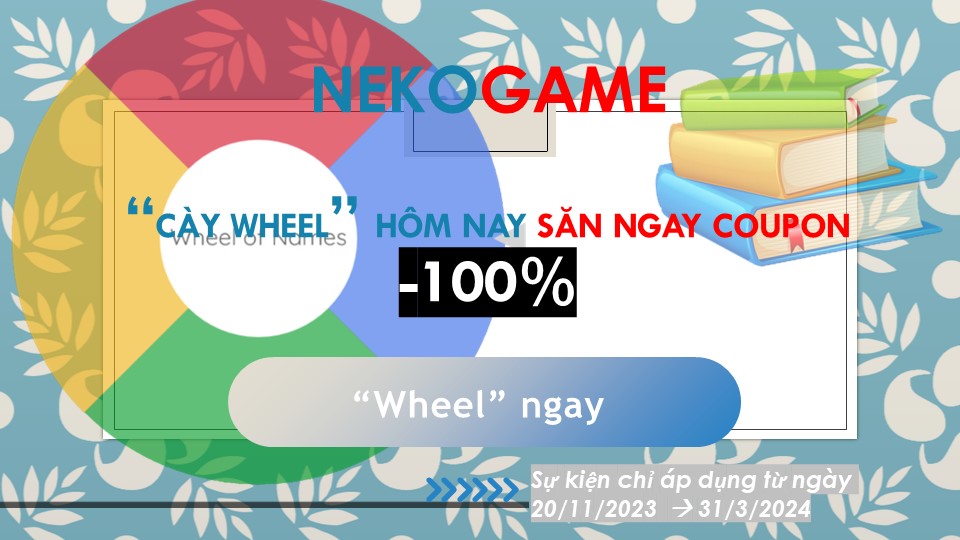 NEKOGAME
“CÀY WHEEL” HÔM NAY SĂN NGAY COUPON
Wheel of Names
-100%
“Wheel” ngay
Sự kiện chỉ áp dụng từ ngày
20/11/2023 → 31/3/2024